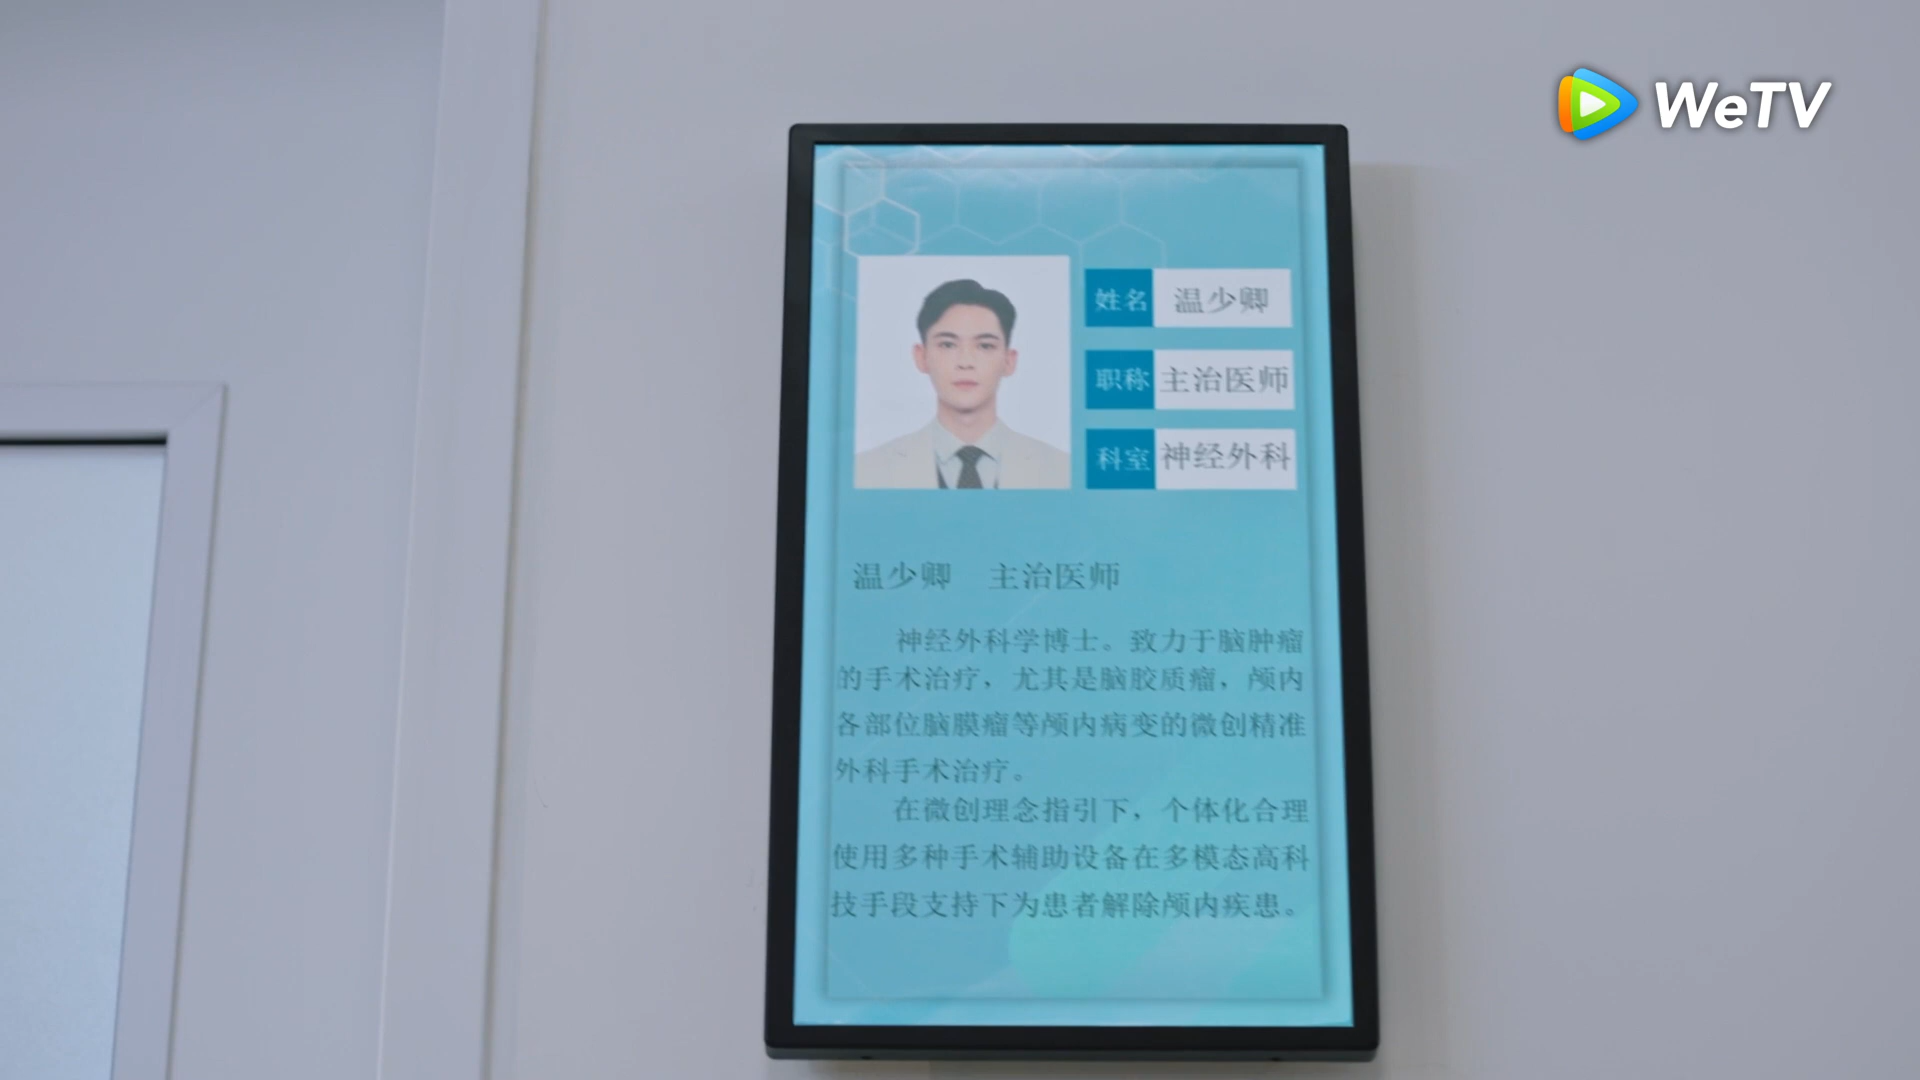 WeTV
姓名 温少卿
职称 主治医师
科室 神经外科
温少卿 主治医师
神经外科学博士。致力于脑肿瘤
的手术治疗，尤其是脑胶质瘤，颅内
各部位脑膜瘤等颅内病变的微创精准
外科手术治疗。
在微创理念指引下，个体化合理
使用多种手术辅助设备在多模态高科
技手段支持下为患者解除颅内疾患。